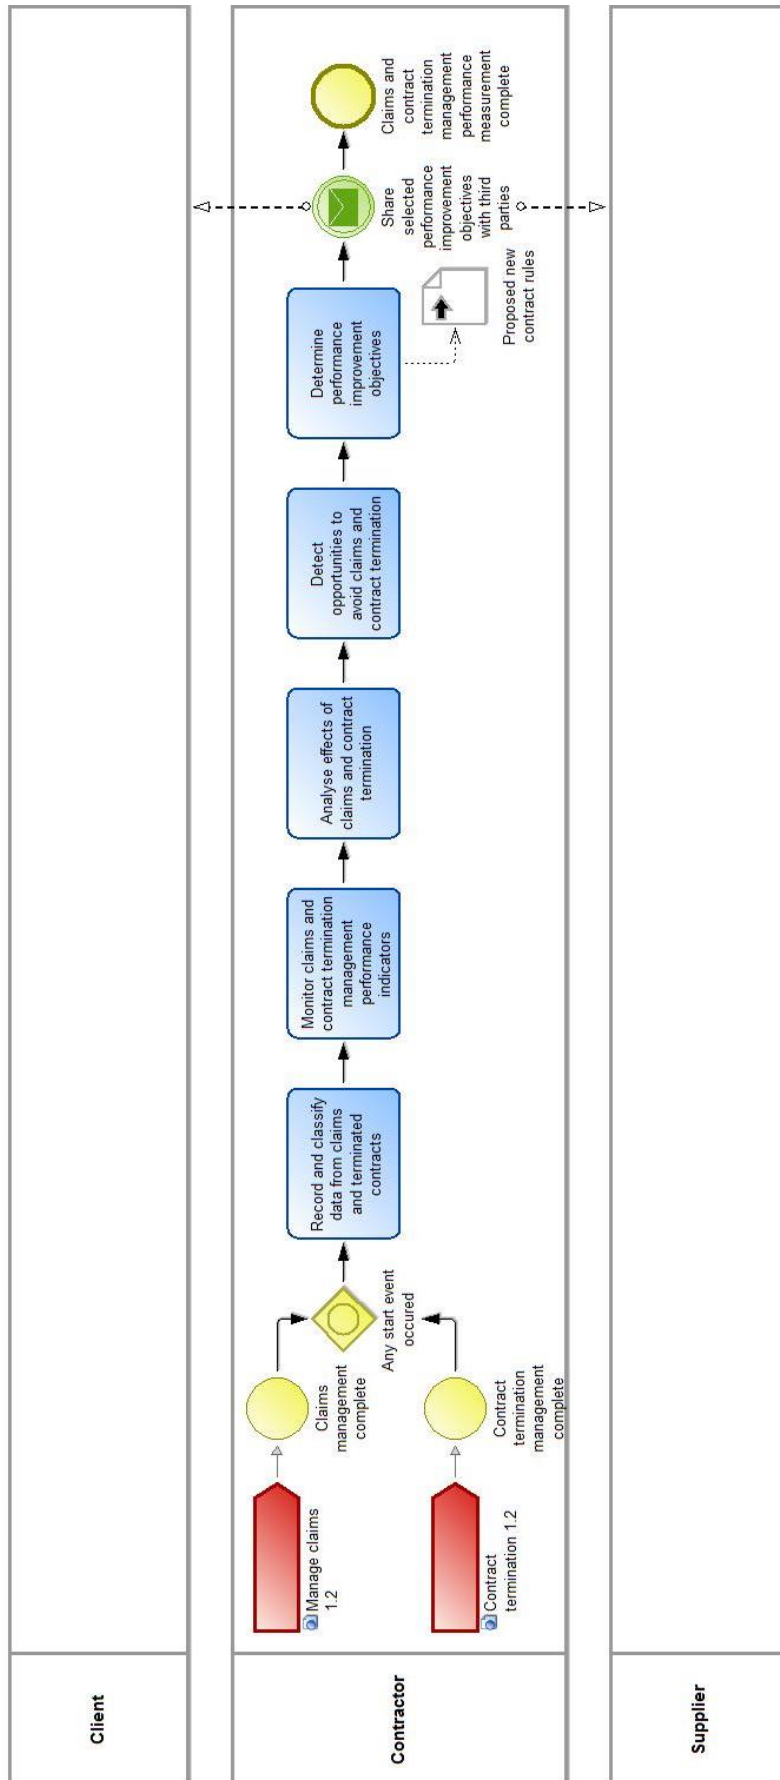 Client
Contractor
Manage claims
1.2
Claims
management
complete
Contract
termination 1.2
Contract
termination
management
complete
Any start event
occured
Record and classify
data from claims
and terminated
contracts
Monitor claims and
contract termination
management
performance
indicators
Analyse effects of
claims and contract
termination
Detect
opportunities to
avoid claims and
contract termination
Determine
performance
improvement
objectives
Proposed new
contract rules
Share
selected
performance
improvement
objectives
with third
parties
Claims and
contract
termination
management
performance
measurement
complete
Supplier